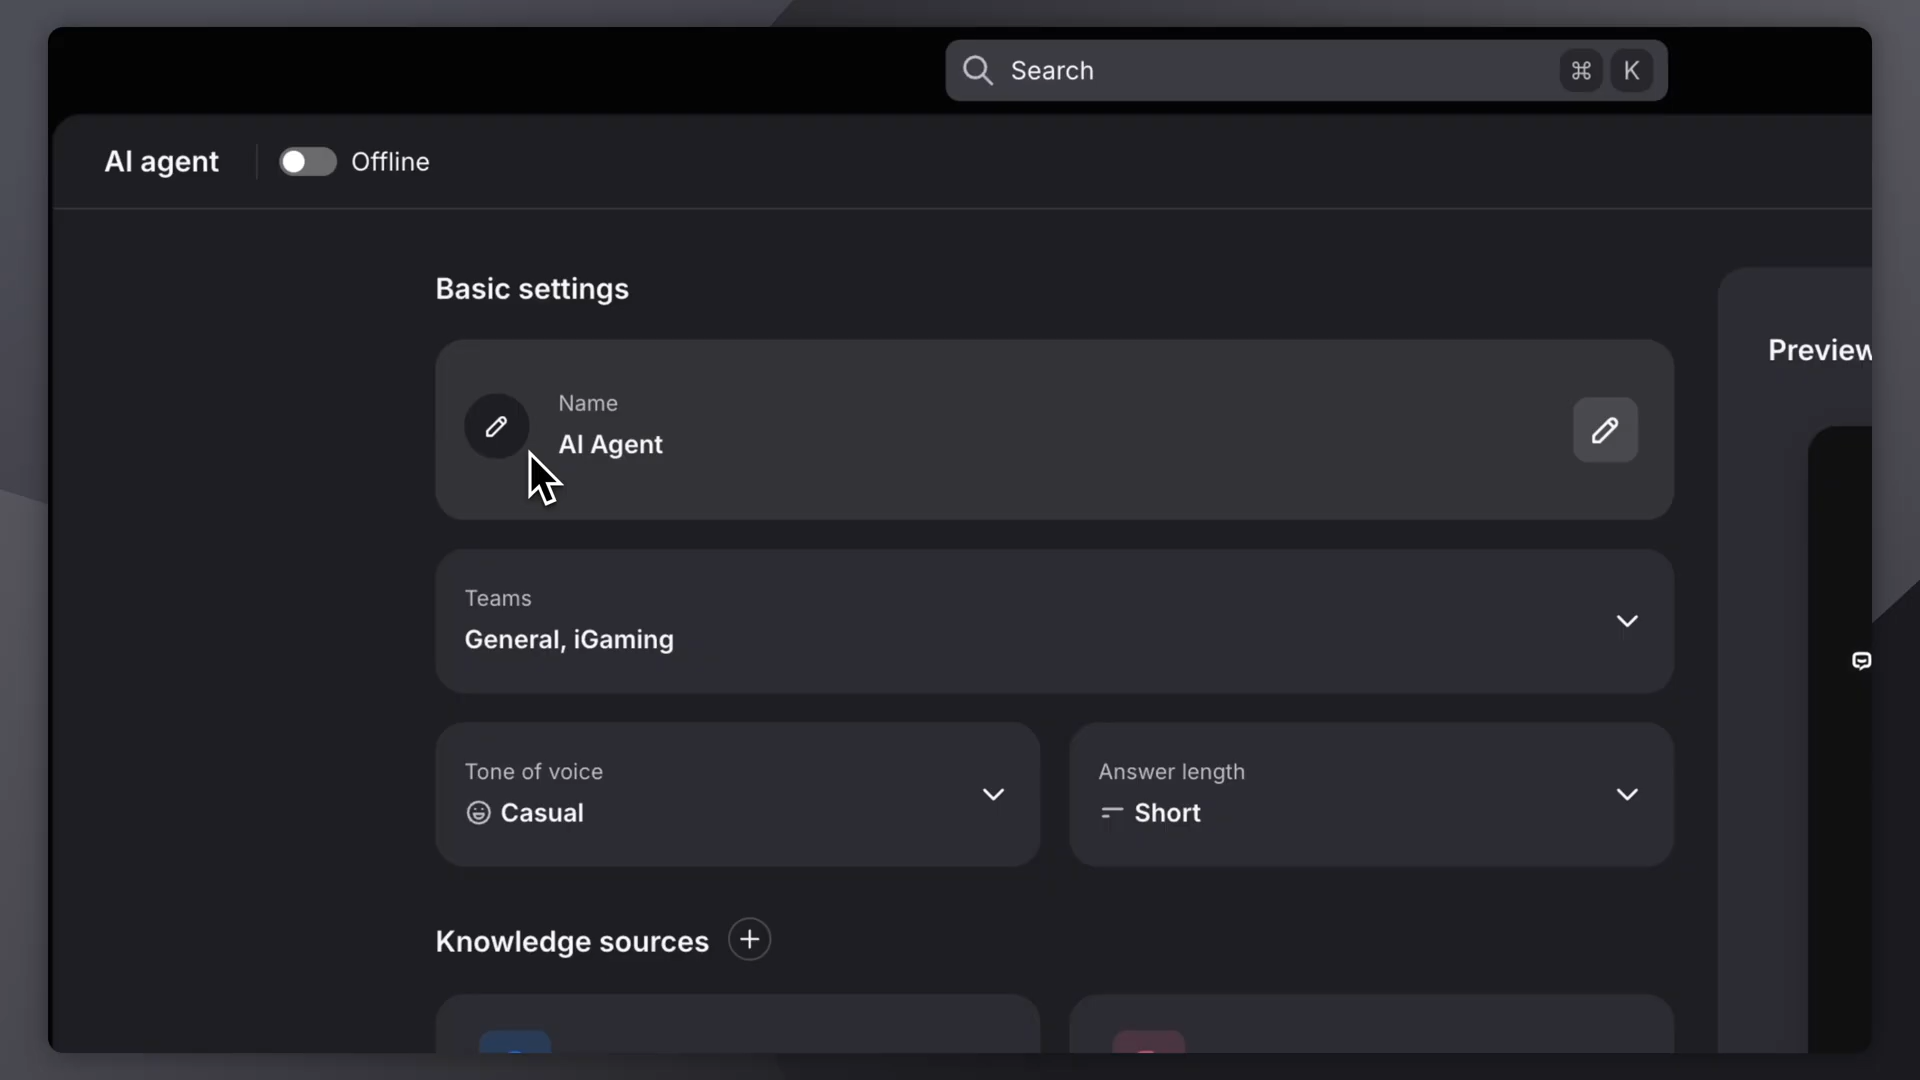 Search
⌘ K
AI agent
Offline
Basic settings
Name
AI Agent
Preview
Teams
General, iGaming
Tone of voice
Casual
Answer length
Short
Knowledge sources